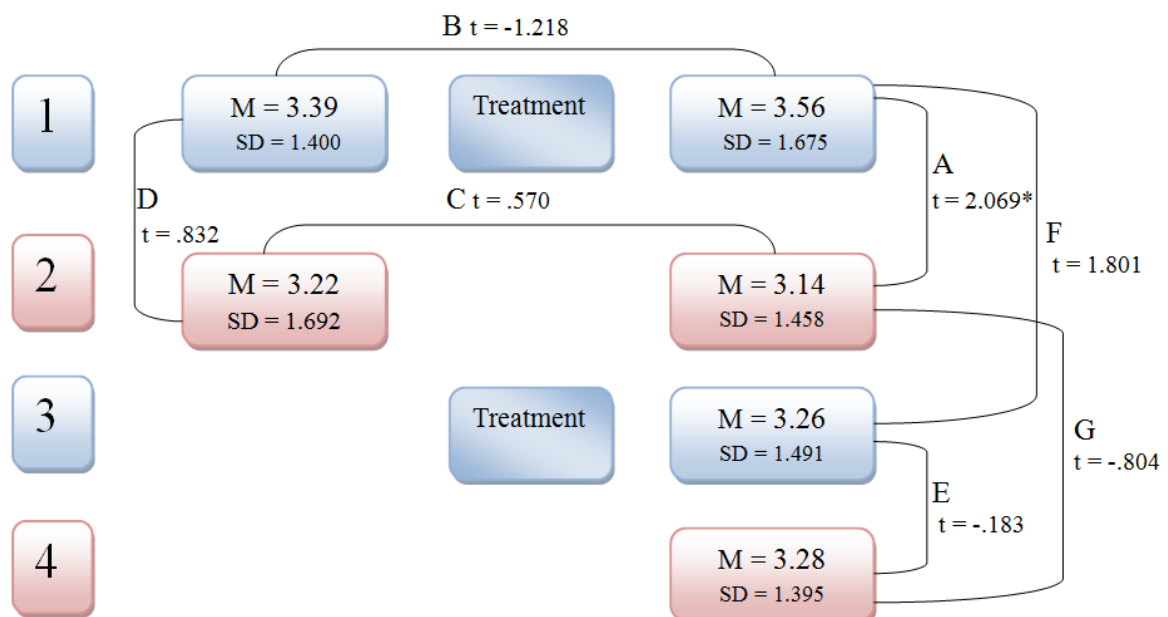 B t = -1.218
1
M = 3.39
SD = 1.400
Treatment
M = 3.56
SD = 1.675
A
t = 2.069*
D
t = .832
C t = .570
F
t = 1.801
2
M = 3.22
SD = 1.692
M = 3.14
SD = 1.458
3
Treatment
M = 3.26
SD = 1.491
G
t = -.804
E
t = -.183
4
M = 3.28
SD = 1.395